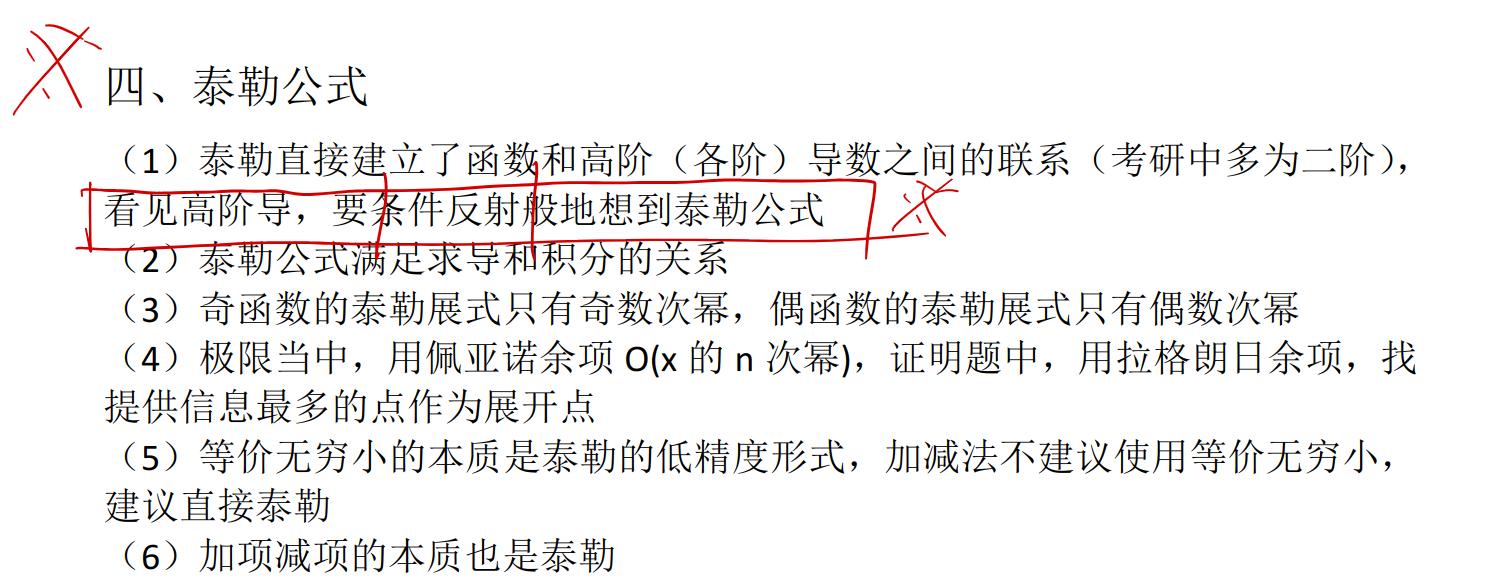 四、泰勒公式
（1）泰勒直接建立了函数和高阶（各阶）导数之间的联系（考研中多为二阶），
看见高阶导，要条件反射般地想到泰勒公式
（2）泰勒公式满足求导和积分的关系
（3）奇函数的泰勒展式只有奇数次幂，偶函数的泰勒展式只有偶数次幂
（4）极限当中，用佩亚诺余项 O(x 的 n 次幂)，证明题中，用拉格朗日余项，找
提供信息最多的点作为展开点
（5）等价无穷小的本质是泰勒的低精度形式，加减法不建议使用等价无穷小，
建议直接泰勒
（6）加项减项的本质也是泰勒